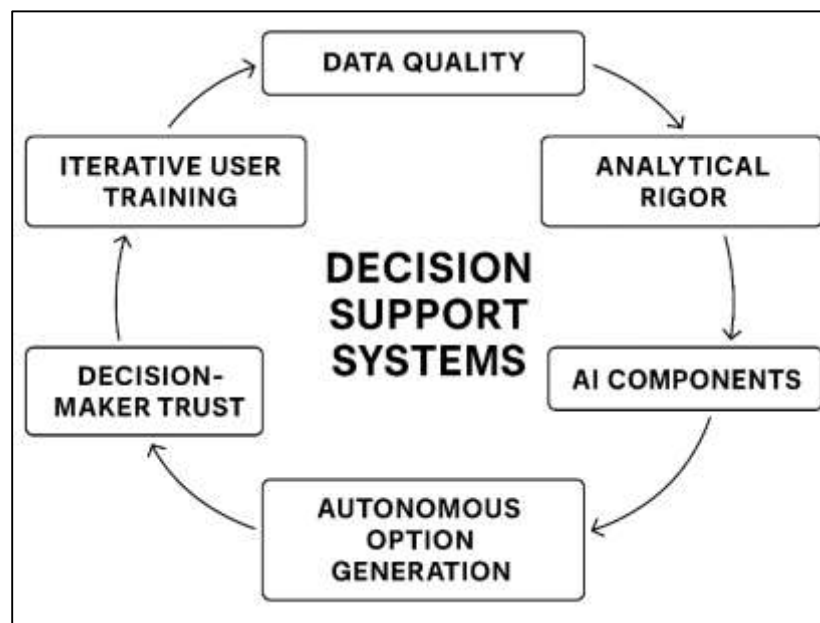 DATA QUALITY
ANALYTICAL
RIGOR
AI COMPONENTS
AUTONOMOUS
OPTION
GENERATION
DECISION-
MAKER TRUST
ITERATIVE USER
TRAINING
DECISION
SUPPORT
SYSTEMS